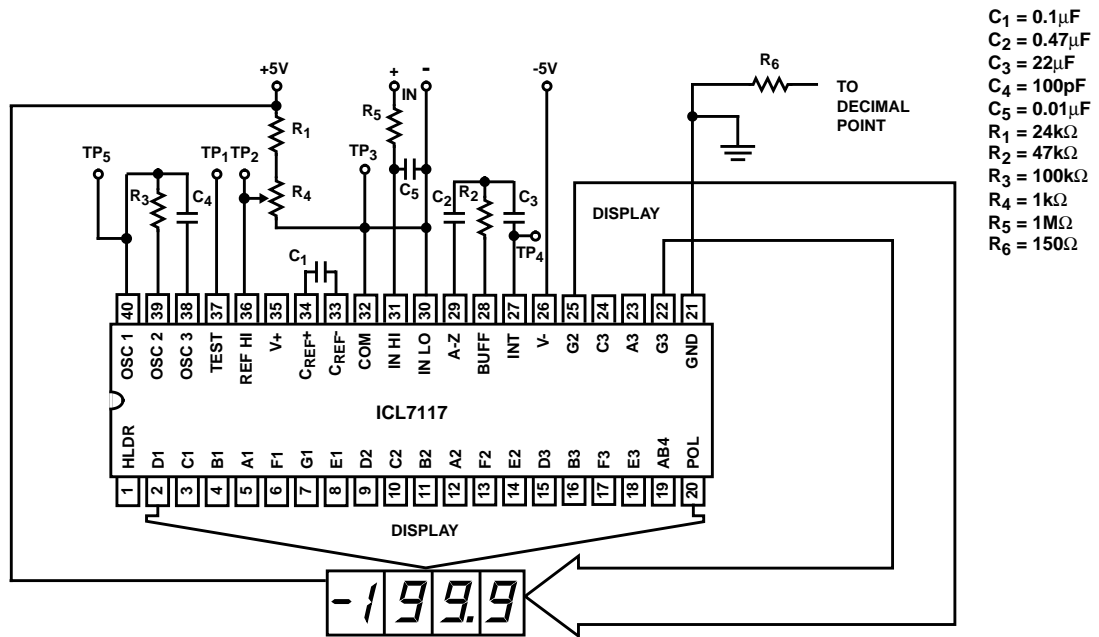 C1 = 0.1μF
C2 = 0.47μF
C3 = 22μF
C4 = 100pF
C5 = 0.01μF
R1 = 24kΩ
R2 = 47kΩ
R3 = 100kΩ
R4 = 1kΩ
R5 = 1MΩ
R6 = 150Ω
+5V
+
IN
-
-5V
R6
TO
DECIMAL
POINT
R1
R5
TP5
TP1
TP2
TP3
R3
C4
R4
C5
C2
R2
C3
DISPLAY
TP4
C1
40
39
38
37
36
35
34
33
32
31
30
29
28
27
26
25
24
23
22
21
OSC 1
OSC 2
OSC 3
TEST
REF HI
V+
CREF+
CREF-
COM
IN HI
IN LO
A-Z
BUFF
INT
V-
G2
C3
A3
G3
GND
ICL7117
HLDR
D1
C1
B1
A1
F1
G1
E1
D2
C2
B2
A2
F2
E2
D3
B3
F3
E3
AB4
POL
1
2
3
4
5
6
7
8
9
10
11
12
13
14
15
16
17
18
19
20
DISPLAY
-199.9